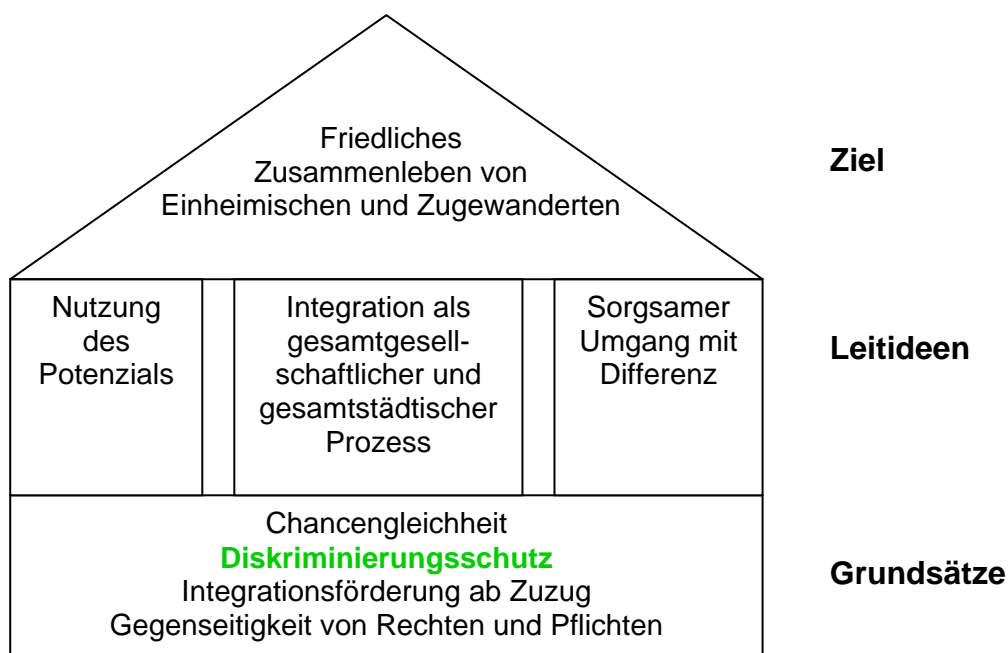 Friedliches
Zusammenleben von
Einheimischen und Zugewanderten
Ziel
Nutzung
des
Potenzials
Integration als
gesamtgesell-
schaftlicher und
gesamtstädtischer
Prozess
Sorgsamer
Umgang mit
Differenz
Leitideen
Chancengleichheit
Diskriminierungsschutz
Integrationsförderung ab Zuzug
Gegenseitigkeit von Rechten und Pflichten
Grundsätze